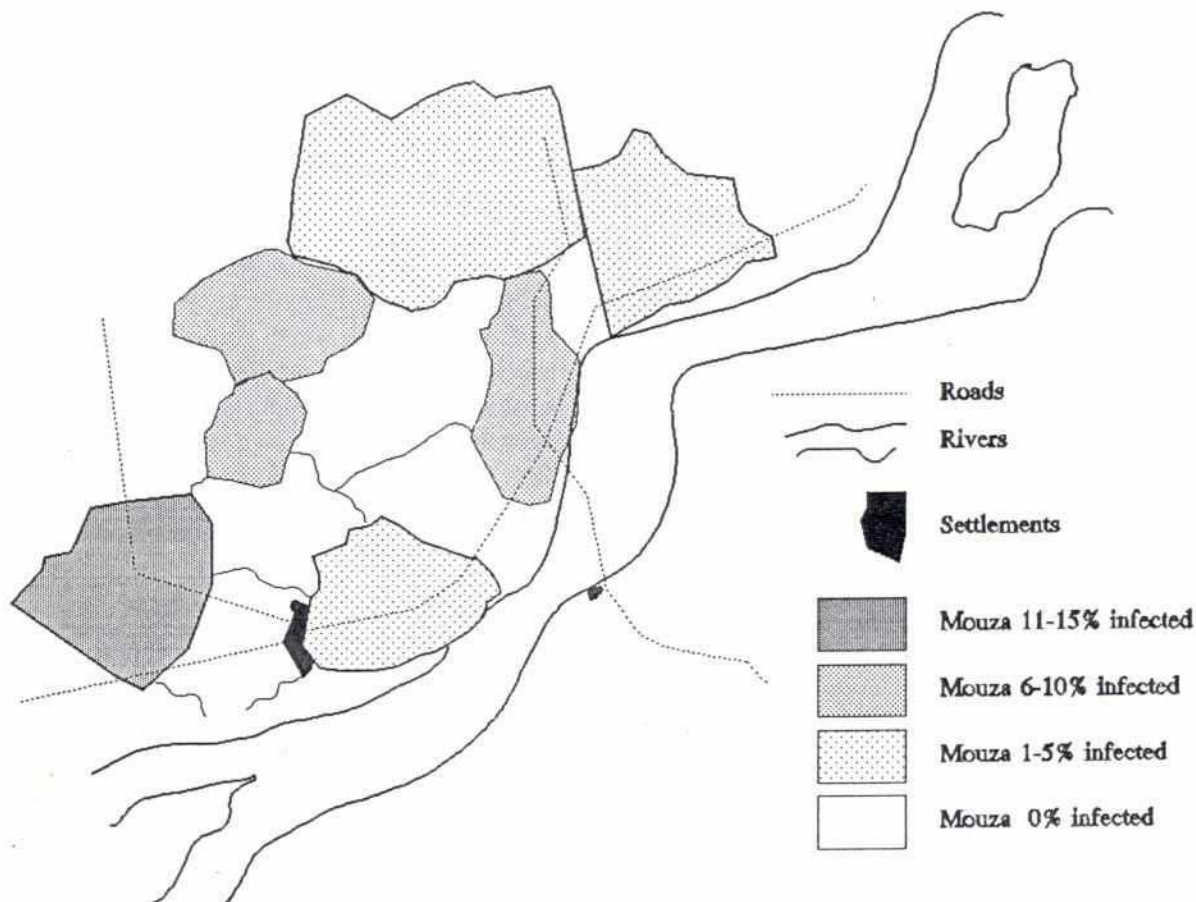 Roads
Rivers
Settlements
Mouza 11-15% infected
Mouza 6-10% infected
Mouza 1-5% infected
Mouza 0% infected